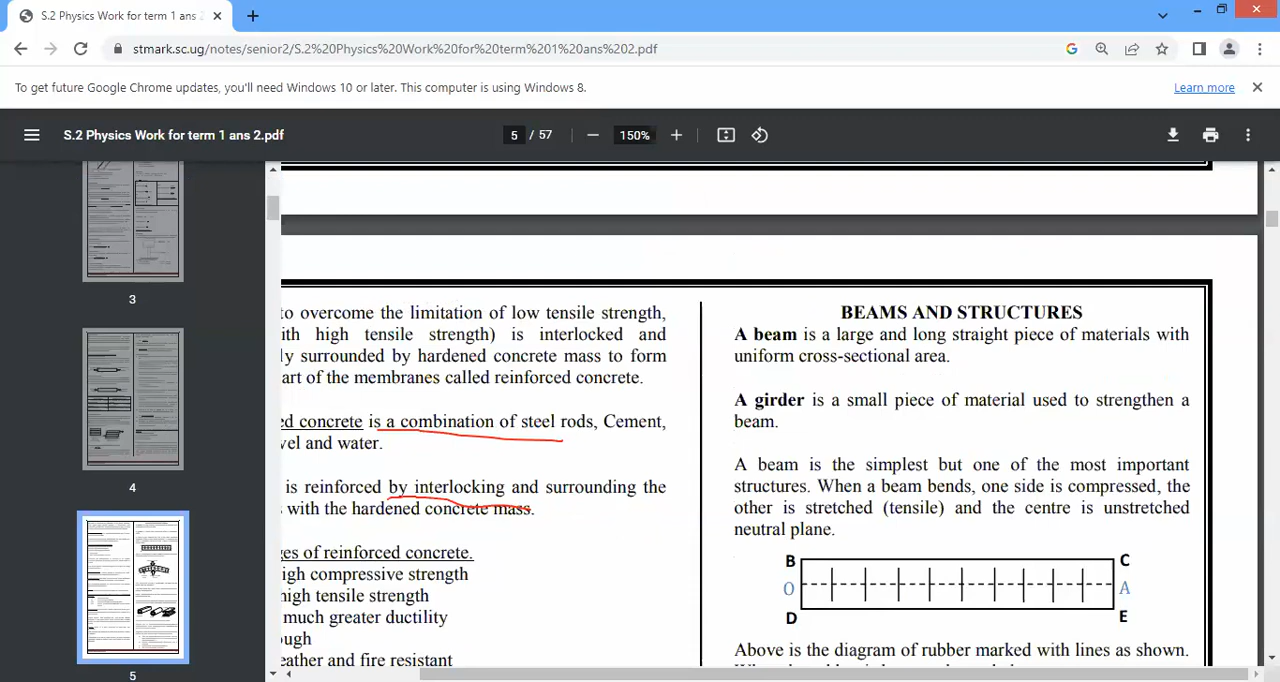 S.2 Physics Work for term 1 ans 2
stmark.sc.ug/notes/senior2/S.2%20Physics%20Work%20for%20term%201%20ans%202.pdf
To get future Google Chrome updates, you'll need Windows 10 or later. This computer is using Windows 8.
Learn more
S.2 Physics Work for term 1 ans 2.pdf
5 / 57
150%
3
4
5
to overcome the limitation of low tensile strength,
ith high tensile strength) is interlocked and
ly surrounded by hardened concrete mass to form
art of the membranes called reinforced concrete.
ed concrete is a combination of steel rods, Cement,
vel and water.
is reinforced by interlocking and surrounding the
s with the hardened concrete mass.
ges of reinforced concrete.
igh compressive strength
high tensile strength
much greater ductility
ough
eather and fire resistant
BEAMS AND STRUCTURES
A beam is a large and long straight piece of materials with
uniform cross-sectional area.
A girder is a small piece of material used to strengthen a
beam.
A beam is the simplest but one of the most important
structures. When a beam bends, one side is compressed, the
other is stretched (tensile) and the centre is unstretched
neutral plane.
B C
O A
D E
Above is the diagram of rubber marked with lines as shown.